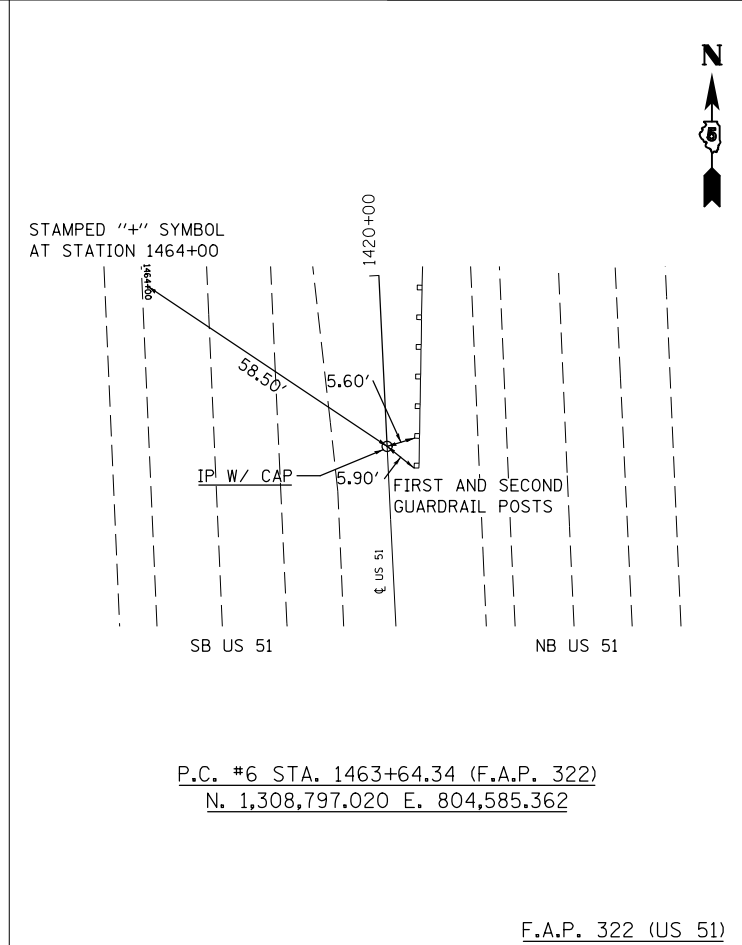 N
5
STAMPED "+" SYMBOL
AT STATION 1464+00
1464+00
1420+00
58.50'
5.60'
IP W/ CAP
5.90'
FIRST AND SECOND
GUARDRAIL POSTS
℄ US 51
SB US 51
NB US 51
P.C. #6 STA. 1463+64.34 (F.A.P. 322)
N. 1,308,797.020 E. 804,585.362
F.A.P. 322 (US 51)